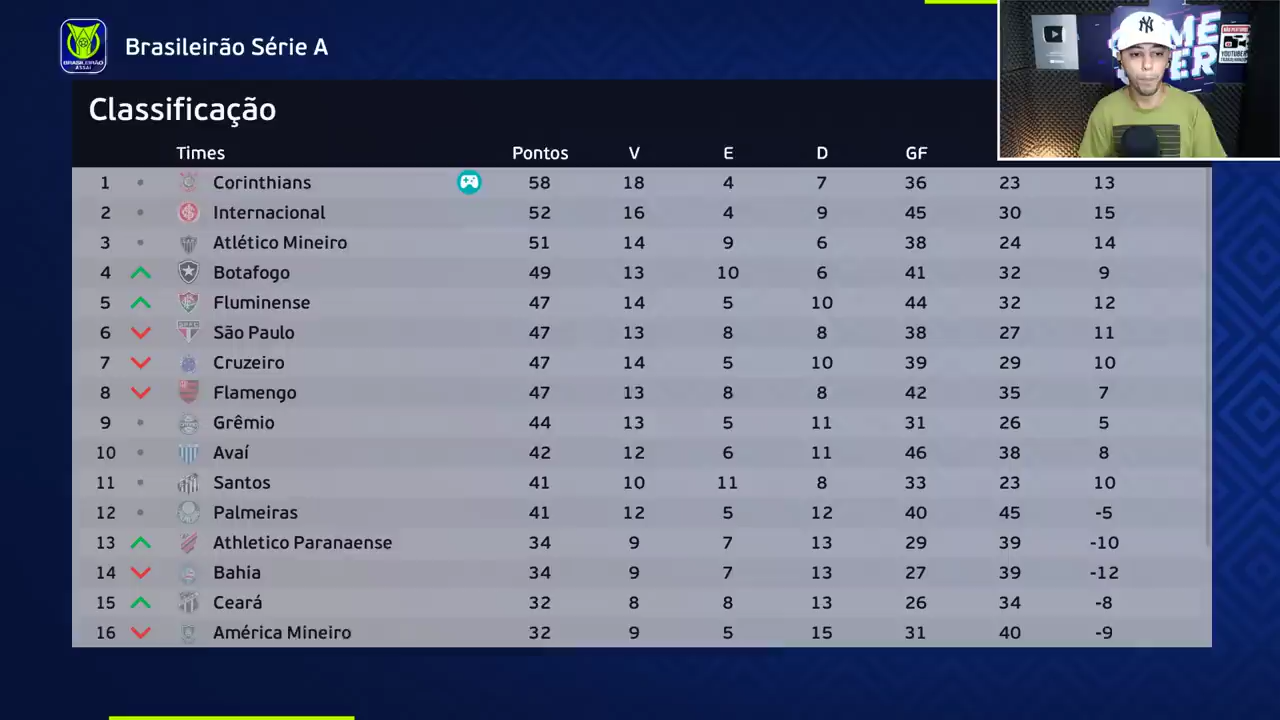 BRASILEIRÃO
ASSAÍ
Brasileirão Série A
Classificação
Times Pontos V E D GF
1 Corinthians 58 18 4 7 36 23 13
2 Internacional 52 16 4 9 45 30 15
3 Atlético Mineiro 51 14 9 6 38 24 14
4 Botafogo 49 13 10 6 41 32 9
5 Fluminense 47 14 5 10 44 32 12
6 São Paulo 47 13 8 8 38 27 11
7 Cruzeiro 47 14 5 10 39 29 10
8 Flamengo 47 13 8 8 42 35 7
9 Grêmio 44 13 5 11 31 26 5
10 Avaí 42 12 6 11 46 38 8
11 Santos 41 10 11 8 33 23 10
12 Palmeiras 41 12 5 12 40 45 -5
13 Athletico Paranaense 34 9 7 13 29 39 -10
14 Bahia 34 9 7 13 27 39 -12
15 Ceará 32 8 8 13 26 34 -8
16 América Mineiro 32 9 5 15 31 40 -9